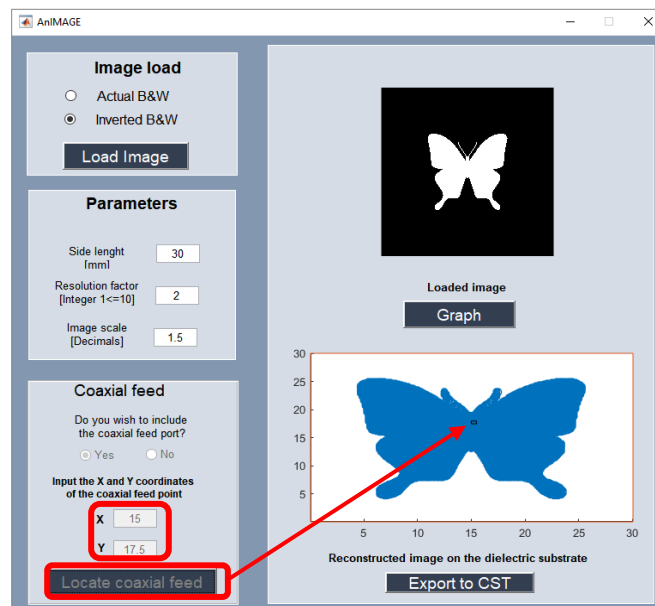 AnIMAGE
Image load
Actual B&W
Inverted B&W
Load Image
Parameters
Side lenght
[mm]
30
Resolution factor
[Integer 1<=10]
2
Image scale
[Decimals]
1.5
Coaxial feed
Do you wish to include
the coaxial feed port?
Yes
No
Input the X and Y coordinates
of the coaxial feed point
X
15
Y
17.5
Locate coaxial feed
Loaded image
Graph
30
25
20
15
10
5
5
10
15
20
25
30
Reconstructed image on the dielectric substrate
Export to CST